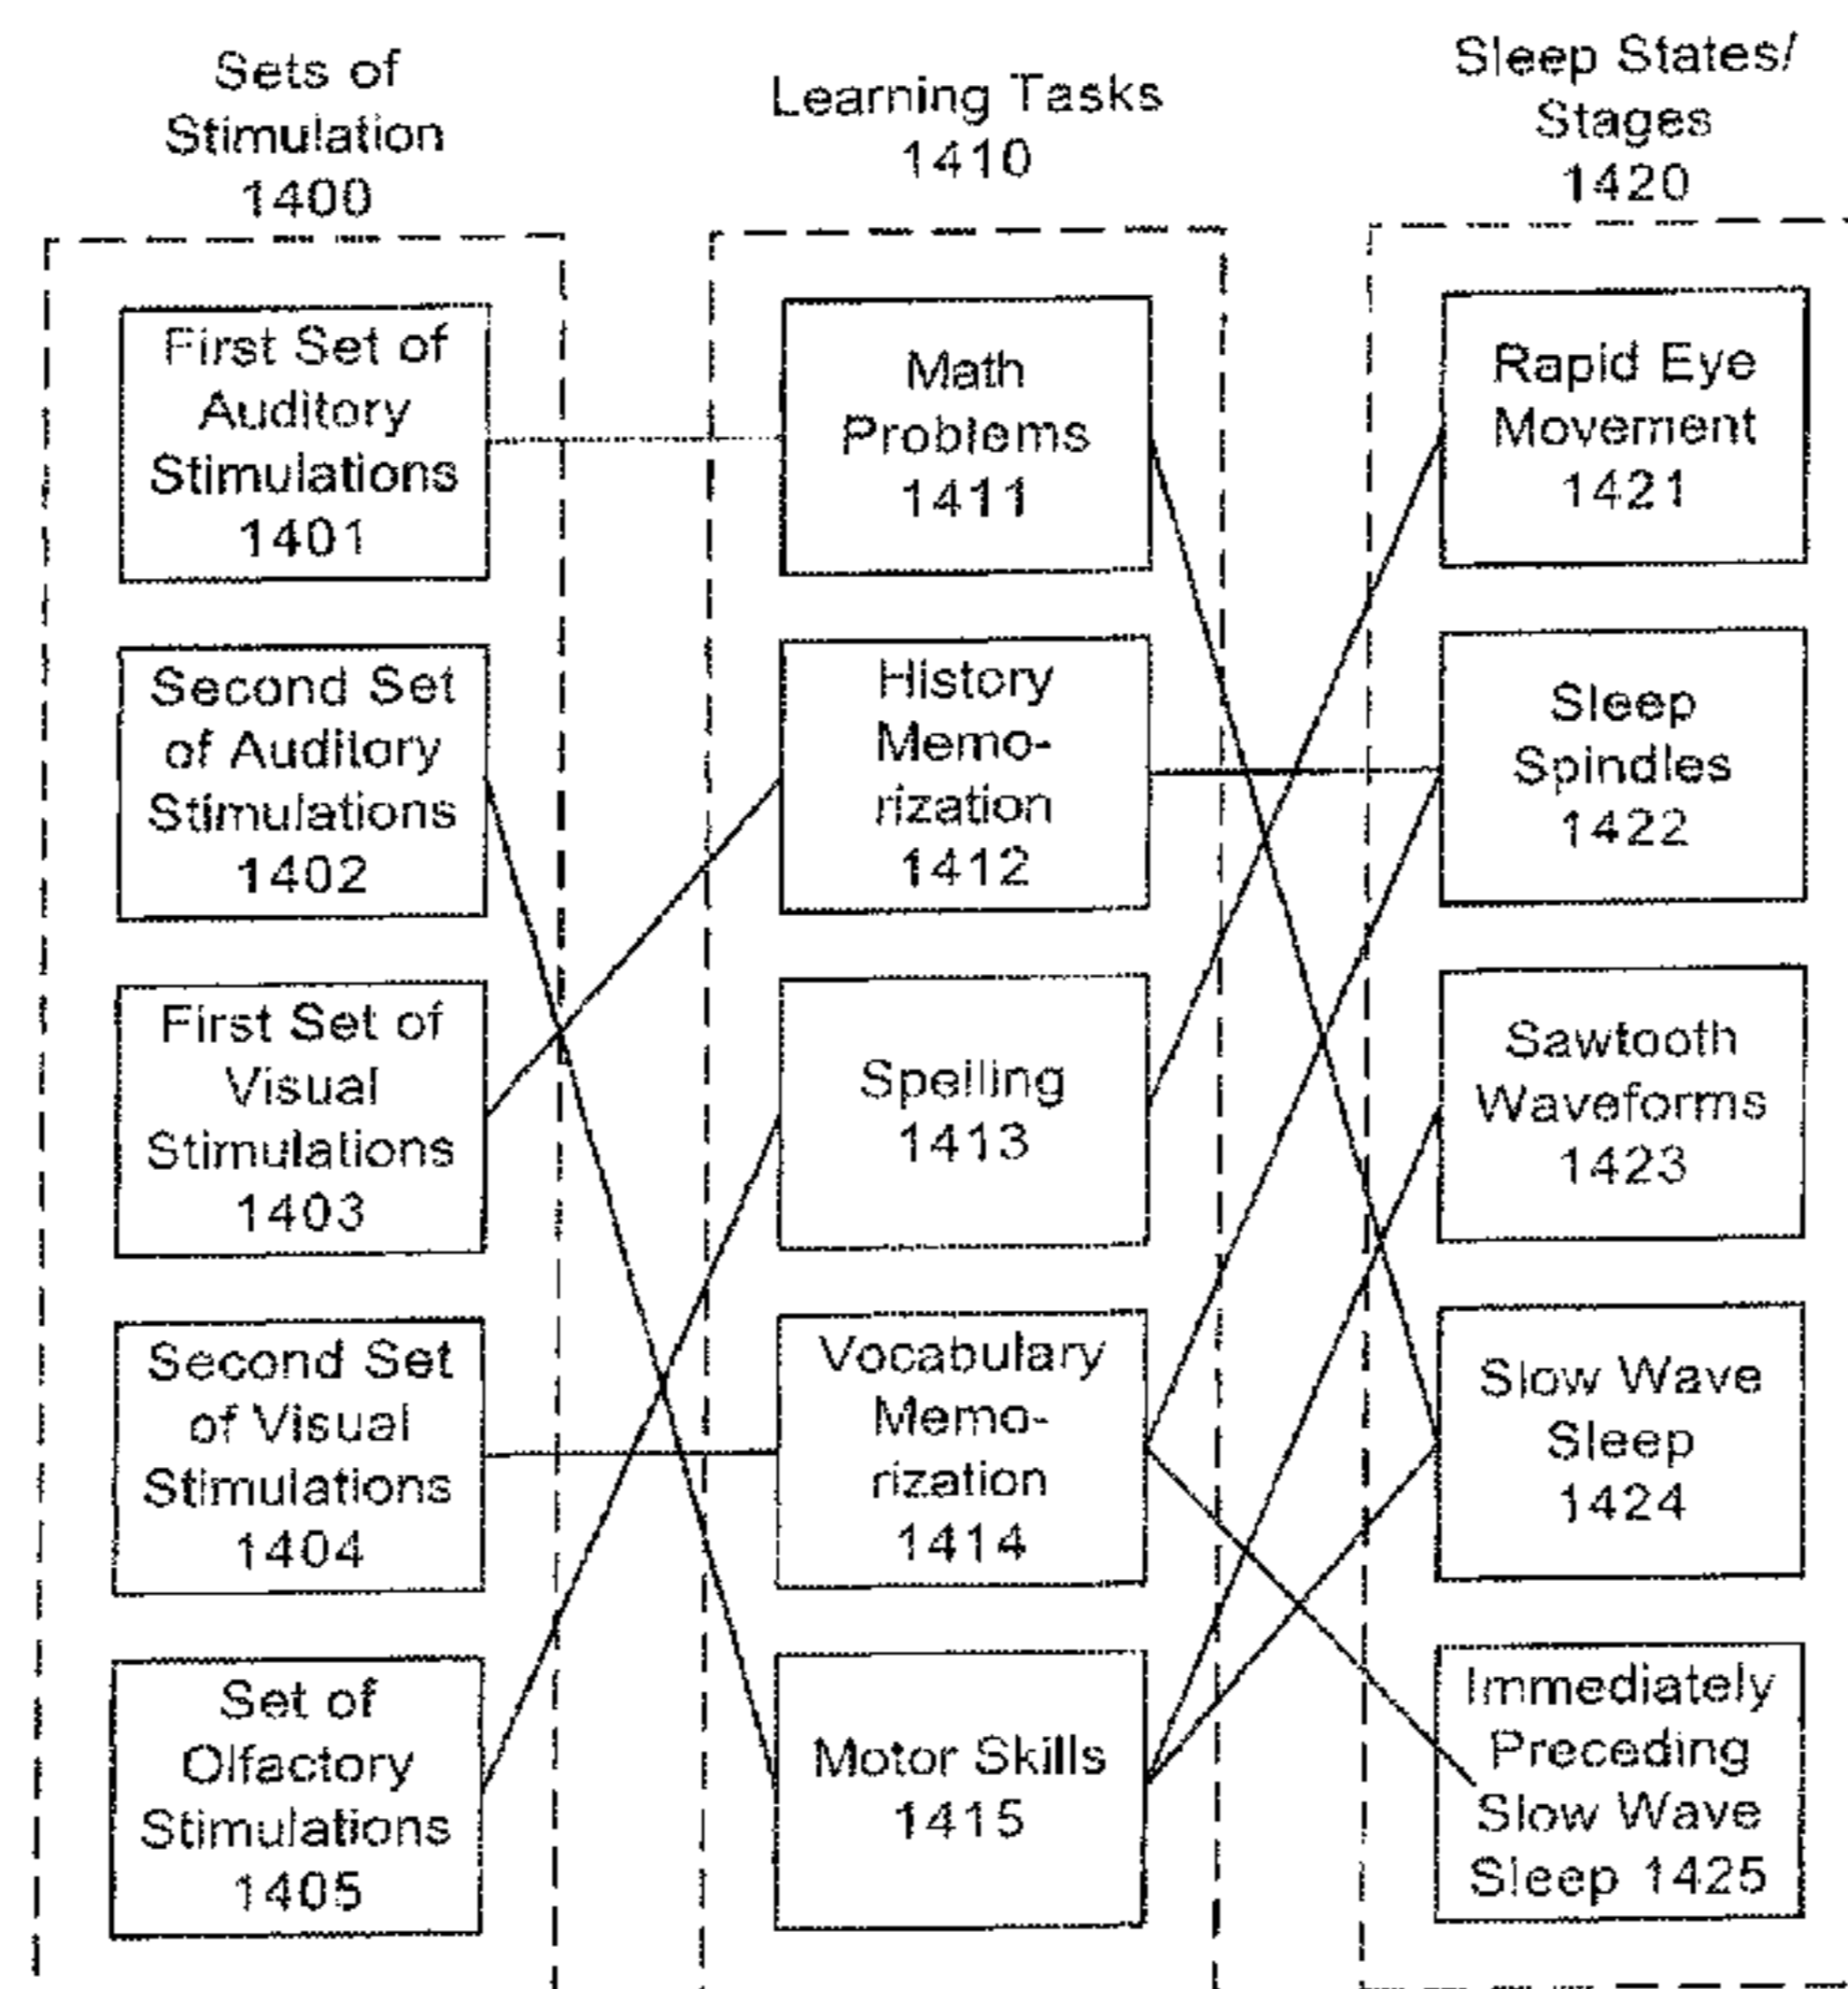 Sets of
Stimulation
1400
Learning Tasks
1410
Sleep States/
Stages
1420
First Set of
Auditory
Stimulations
1401
Second Set
of Auditory
Stimulations
1402
First Set of
Visual
Stimulations
1403
Second Set
of Visual
Stimulations
1404
Set of
Olfactory
Stimulations
1405
Math
Problems
1411
History
Memo-
rization
1412
Spelling
1413
Vocabulary
Memo-
rization
1414
Motor Skills
1415
Rapid Eye
Movement
1421
Sleep
Spindles
1422
Sawtooth
Waveforms
1423
Slow Wave
Sleep
1424
Immediately
Preceding
Slow Wave
Sleep 1425